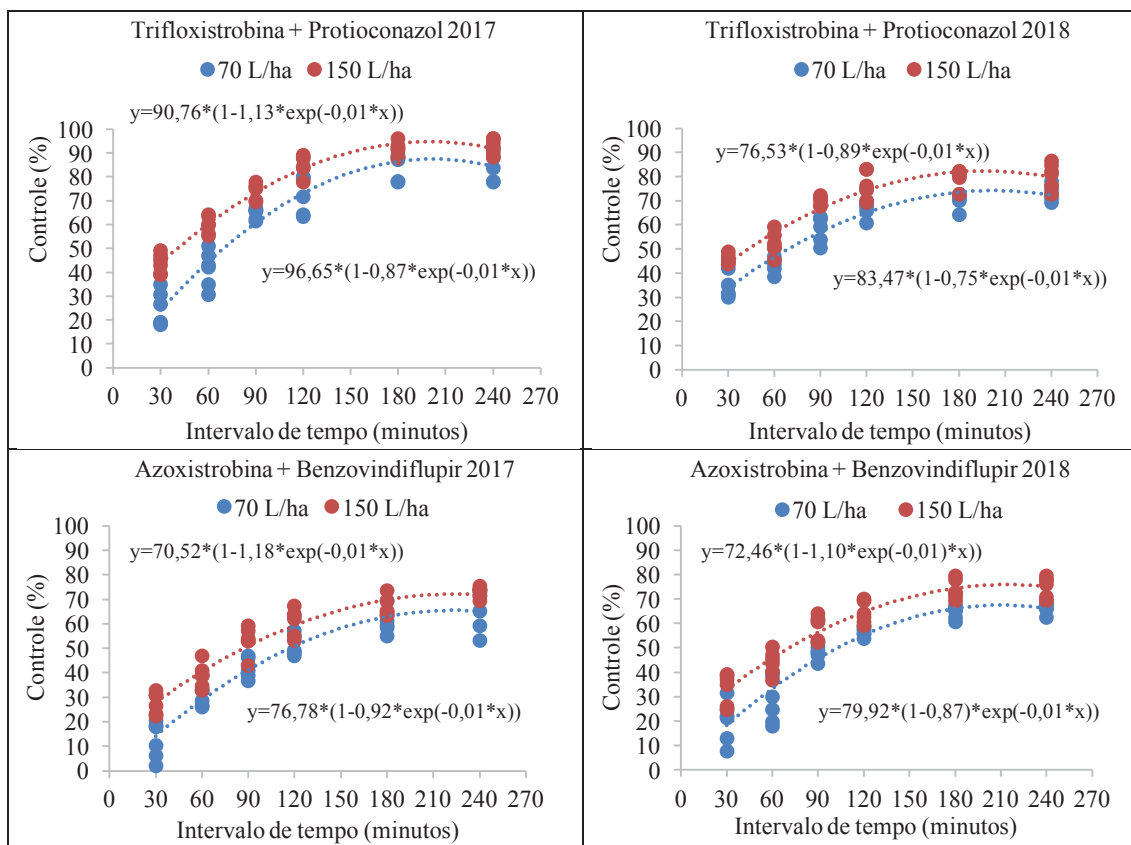 Trifloxistrobina + Protioconazol 2017
70 L/ha 150 L/ha
y=90,76*(1-1,13*exp(-0,01*x))
100
90
80
70
60
50
40
30
20
10
0
Controle (%)
y=96,65*(1-0,87*exp(-0,01*x))
0 30 60 90 120 150 180 210 240 270
Intervalo de tempo (minutos)
Trifloxistrobina + Protioconazol 2018
70 L/ha 150 L/ha
100
90
80
70
60
50
40
30
20
10
0
Controle (%)
y=76,53*(1-0,89*exp(-0,01*x))
y=83,47*(1-0,75*exp(-0,01*x))
0 30 60 90 120 150 180 210 240 270
Intervalo de tempo (minutos)
Azoxistrobina + Benzovindiflupir 2017
70 L/ha 150 L/ha
100
90
80
70
60
50
40
30
20
10
0
Controle (%)
y=70,52*(1-1,18*exp(-0,01*x))
y=76,78*(1-0,92*exp(-0,01*x))
0 30 60 90 120 150 180 210 240 270
Intervalo de tempo (minutos)
Azoxistrobina + Benzovindiflupir 2018
70 L/ha 150 L/ha
100
90
80
70
60
50
40
30
20
10
0
Controle (%)
y=72,46*(1-1,10*exp(-0,01)*x))
y=79,92*(1-0,87)*exp(-0,01*x))
0 30 60 90 120 150 180 210 240 270
Intervalo de tempo (minutos)